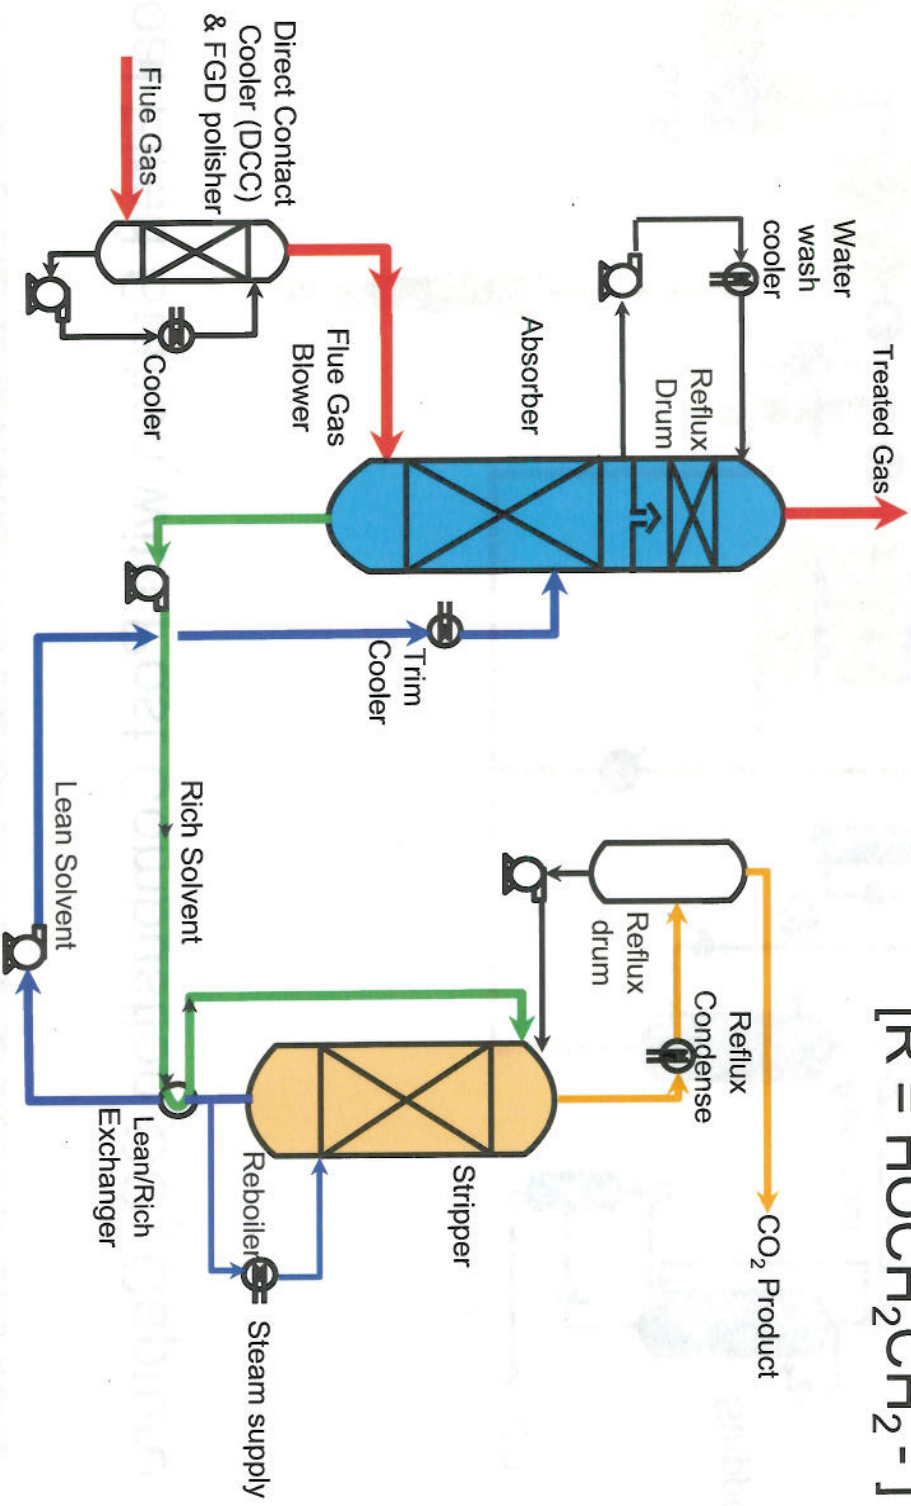 [R = HOCH2CH2 - ]
Treated Gas
Water
wash
cooler
Reflux
Drum
Absorber
Direct Contact
Cooler (DCC)
& FGD polisher
Flue Gas
Flue Gas
Blower
Cooler
Trim
Cooler
Rich Solvent
Lean Solvent
CO2 Product
Reflux
Condense
Reflux
drum
Stripper
Reboiler
Steam supply
Lean/Rich
Exchanger